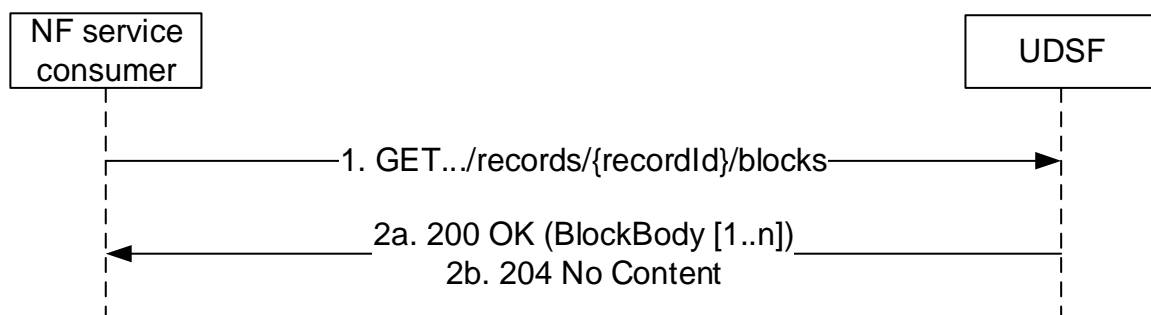 NF service
consumer
UDSF
1. GET.../records/{recordId}/blocks
2a. 200 OK (BlockBody [1..n])
2b. 204 No Content